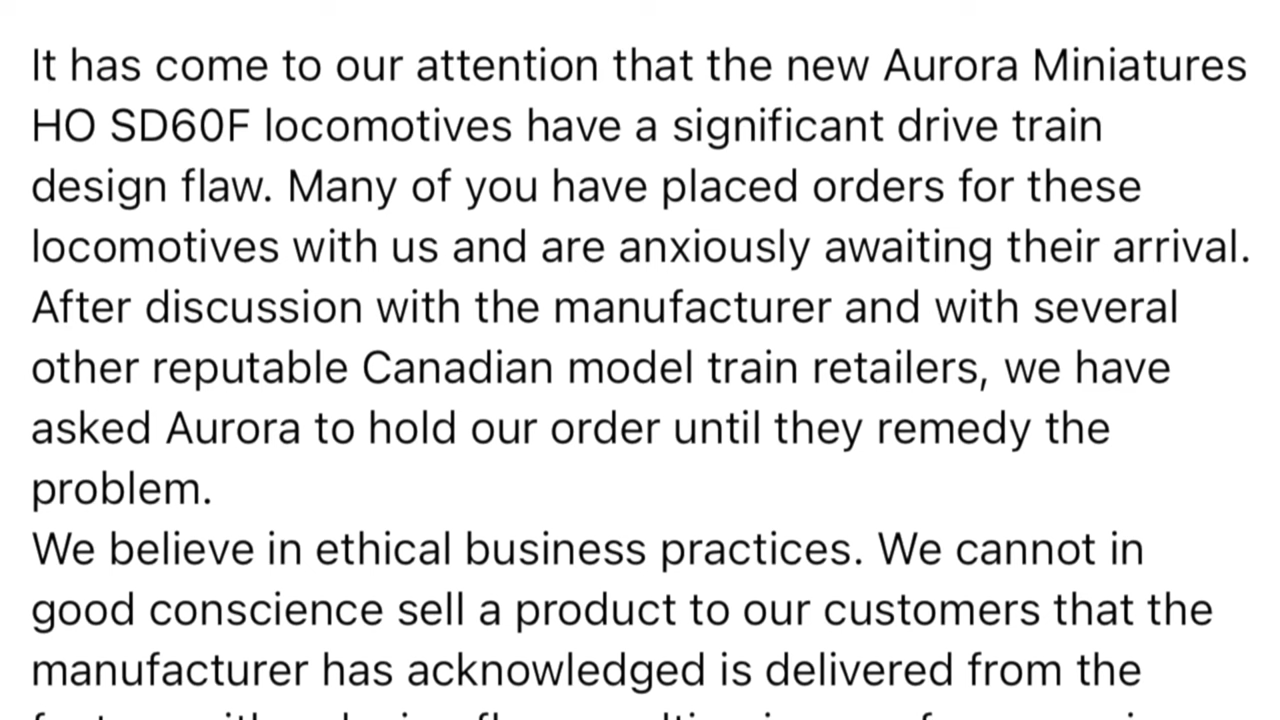 It has come to our attention that the new Aurora Miniatures
HO SD60F locomotives have a significant drive train
design flaw. Many of you have placed orders for these
locomotives with us and are anxiously awaiting their arrival.
After discussion with the manufacturer and with several
other reputable Canadian model train retailers, we have
asked Aurora to hold our order until they remedy the
problem.
We believe in ethical business practices. We cannot in
good conscience sell a product to our customers that the
manufacturer has acknowledged is delivered from the